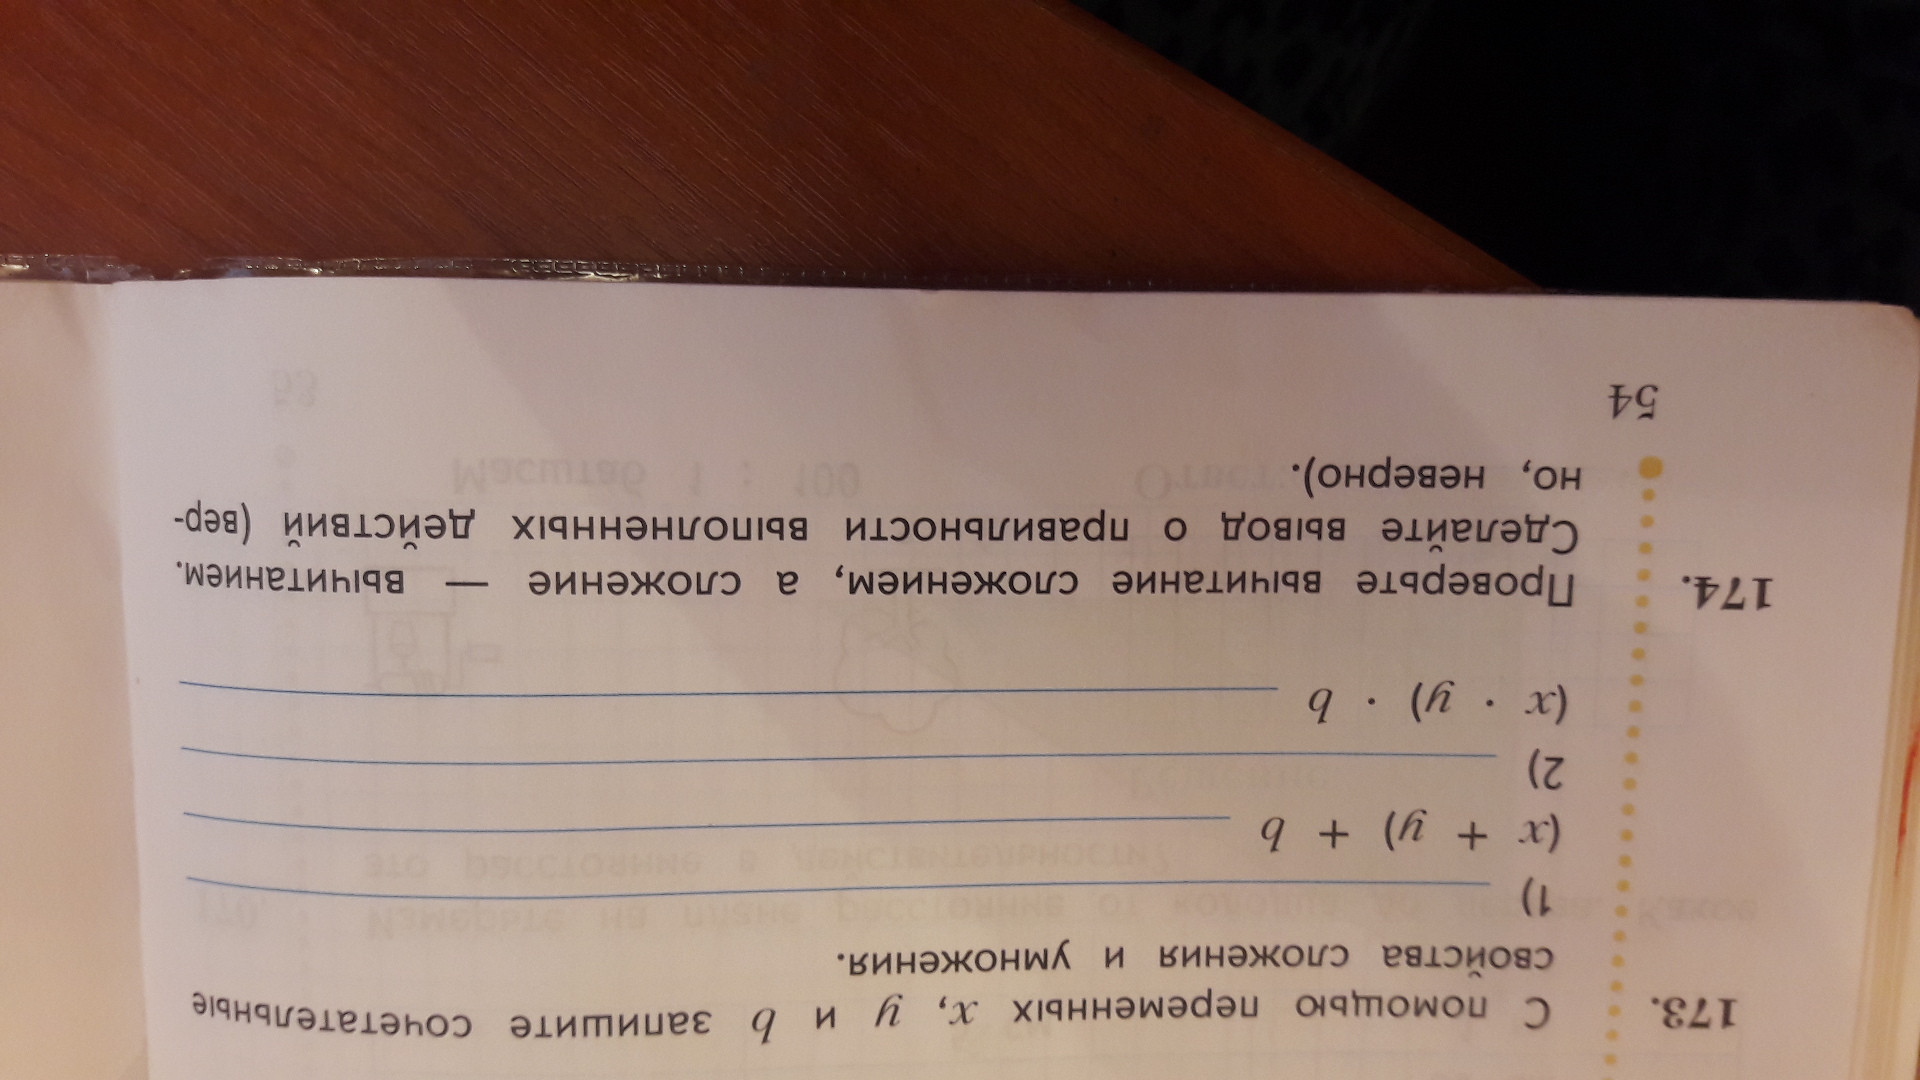 173. С помощью переменных x, y и b запишите сочетательные
свойства сложения и умножения.
1)
(x + y) + b
2)
(x · y) · b
174. Проверьте вычитание сложением, а сложение — вычитанием.
Сделайте вывод о правильности выполненных действий (вер-
но, неверно).
54